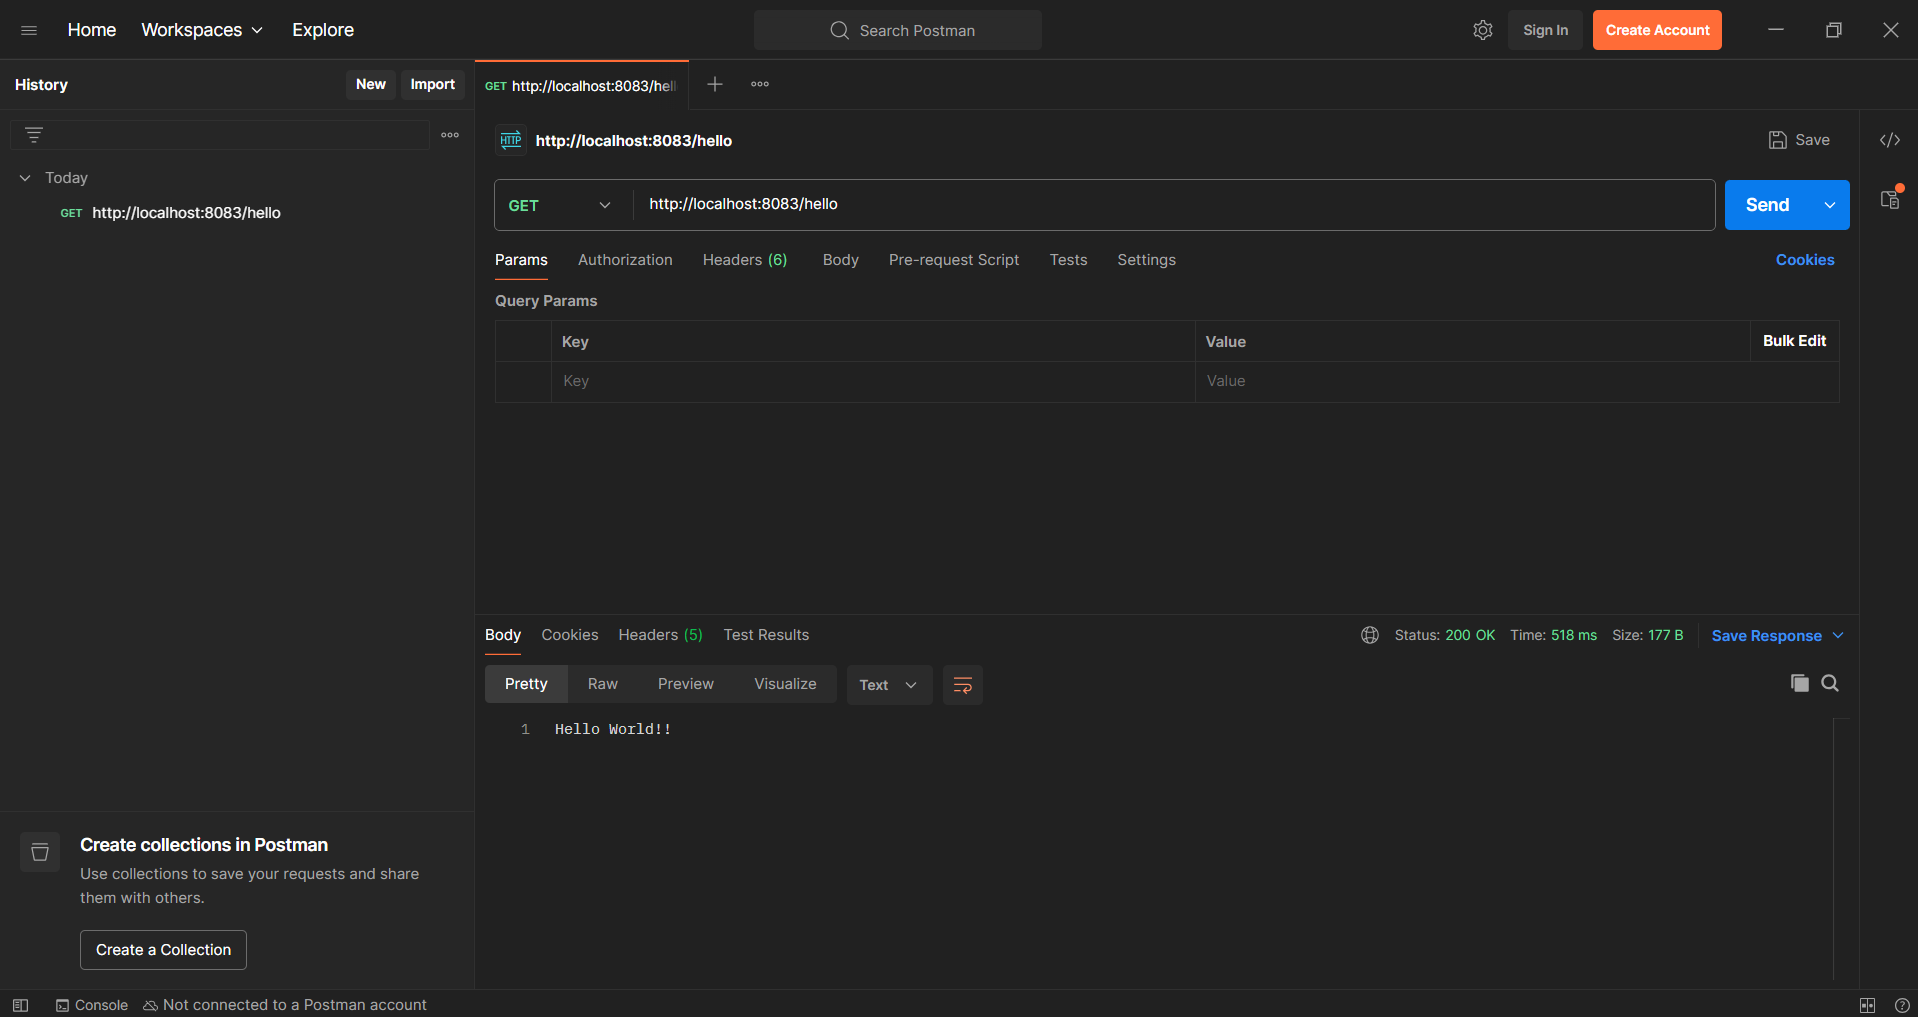 Home Workspaces Explore Search Postman Sign In Create Account
History New Import
GET http://localhost:8083/hell
HTTP http://localhost:8083/hello Save
Today
GET http://localhost:8083/hello
GET http://localhost:8083/hello Send
Params Authorization Headers (6) Body Pre-request Script Tests Settings Cookies
Query Params
Key Value Bulk Edit
Key Value
Body Cookies Headers (5) Test Results Status: 200 OK Time: 518 ms Size: 177 B Save Response
Pretty Raw Preview Visualize Text
1 Hello World!!
Create collections in Postman
Use collections to save your requests and share
them with others.
Create a Collection
Console Not connected to a Postman account